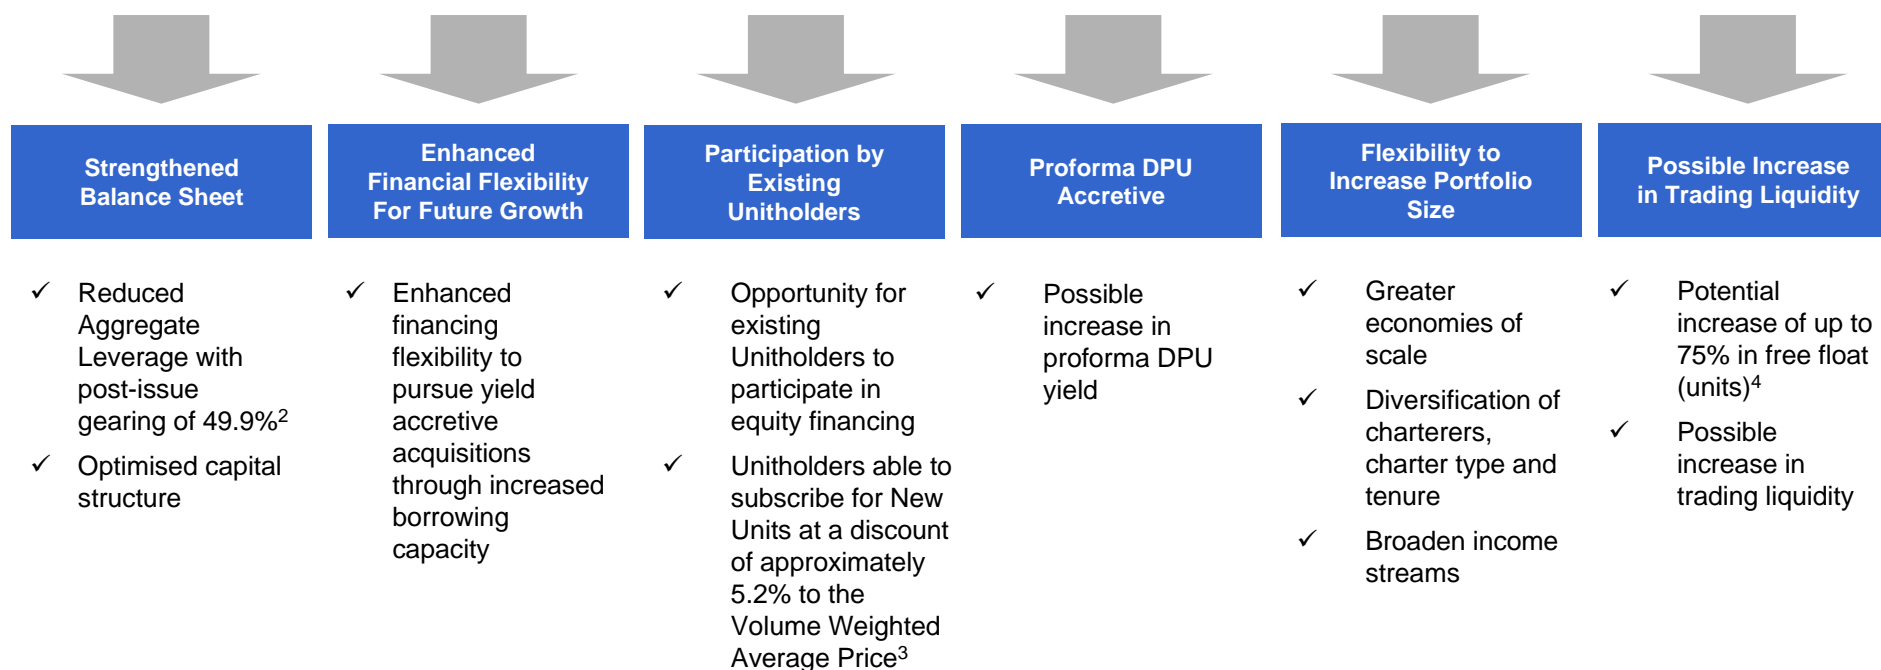 Strengthened
Balance Sheet
Enhanced
Financial Flexibility
For Future Growth
Participation by
Existing
Unitholders
Proforma DPU
Accretive
Flexibility to
Increase Portfolio
Size
Possible Increase
in Trading Liquidity
✓ Reduced
Aggregate
Leverage with
post-issue
gearing of 49.9%²
✓ Optimised capital
structure
✓ Enhanced
financing
flexibility to
pursue yield
accretive
acquisitions
through increased
borrowing
capacity
✓ Opportunity for
existing
Unitholders to
participate in
equity financing
✓ Unitholders able to
subscribe for New
Units at a discount
of approximately
5.2% to the
Volume Weighted
Average Price³
✓ Possible
increase in
proforma DPU
yield
✓ Greater
economies of
scale
✓ Diversification of
charterers,
charter type and
tenure
✓ Broaden income
streams
✓ Potential
increase of up to
75% in free float
(units)⁴
✓ Possible
increase in
trading liquidity